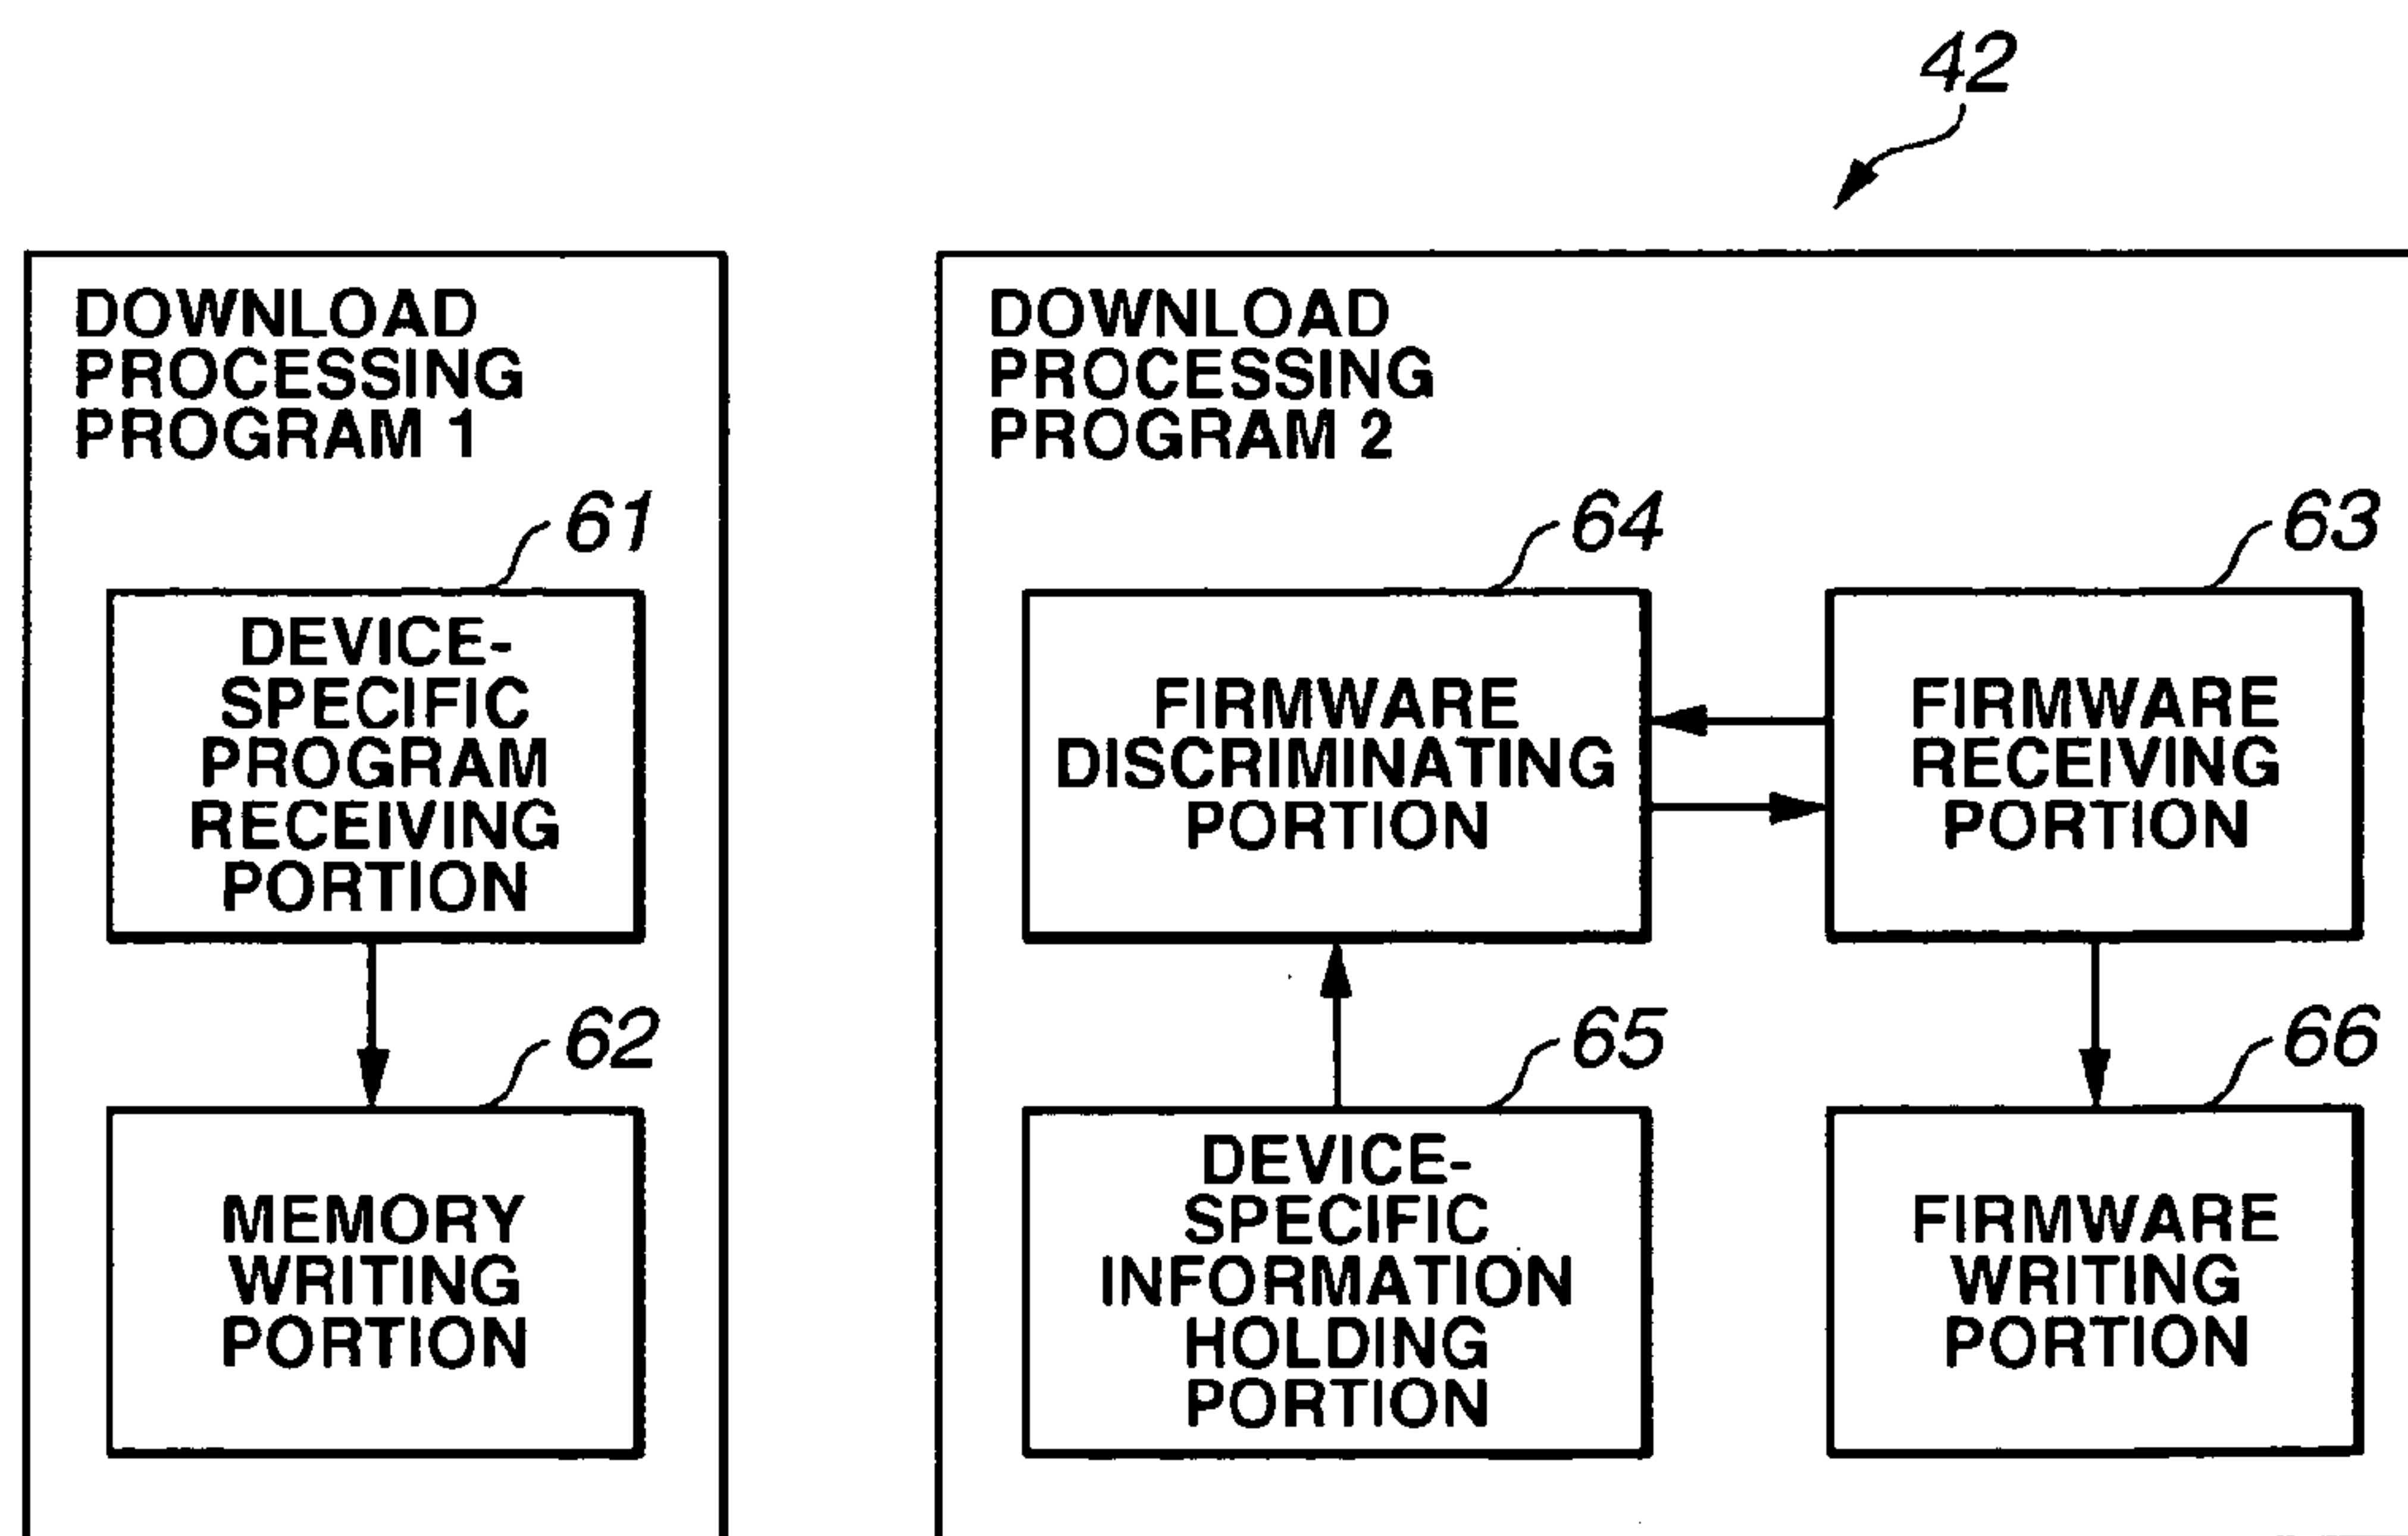 42
DOWNLOAD
PROCESSING
PROGRAM 1
61
DEVICE-
SPECIFIC
PROGRAM
RECEIVING
PORTION
62
MEMORY
WRITING
PORTION
DOWNLOAD
PROCESSING
PROGRAM 2
64
FIRMWARE
DISCRIMINATING
PORTION
63
FIRMWARE
RECEIVING
PORTION
65
DEVICE-
SPECIFIC
INFORMATION
HOLDING
PORTION
66
FIRMWARE
WRITING
PORTION